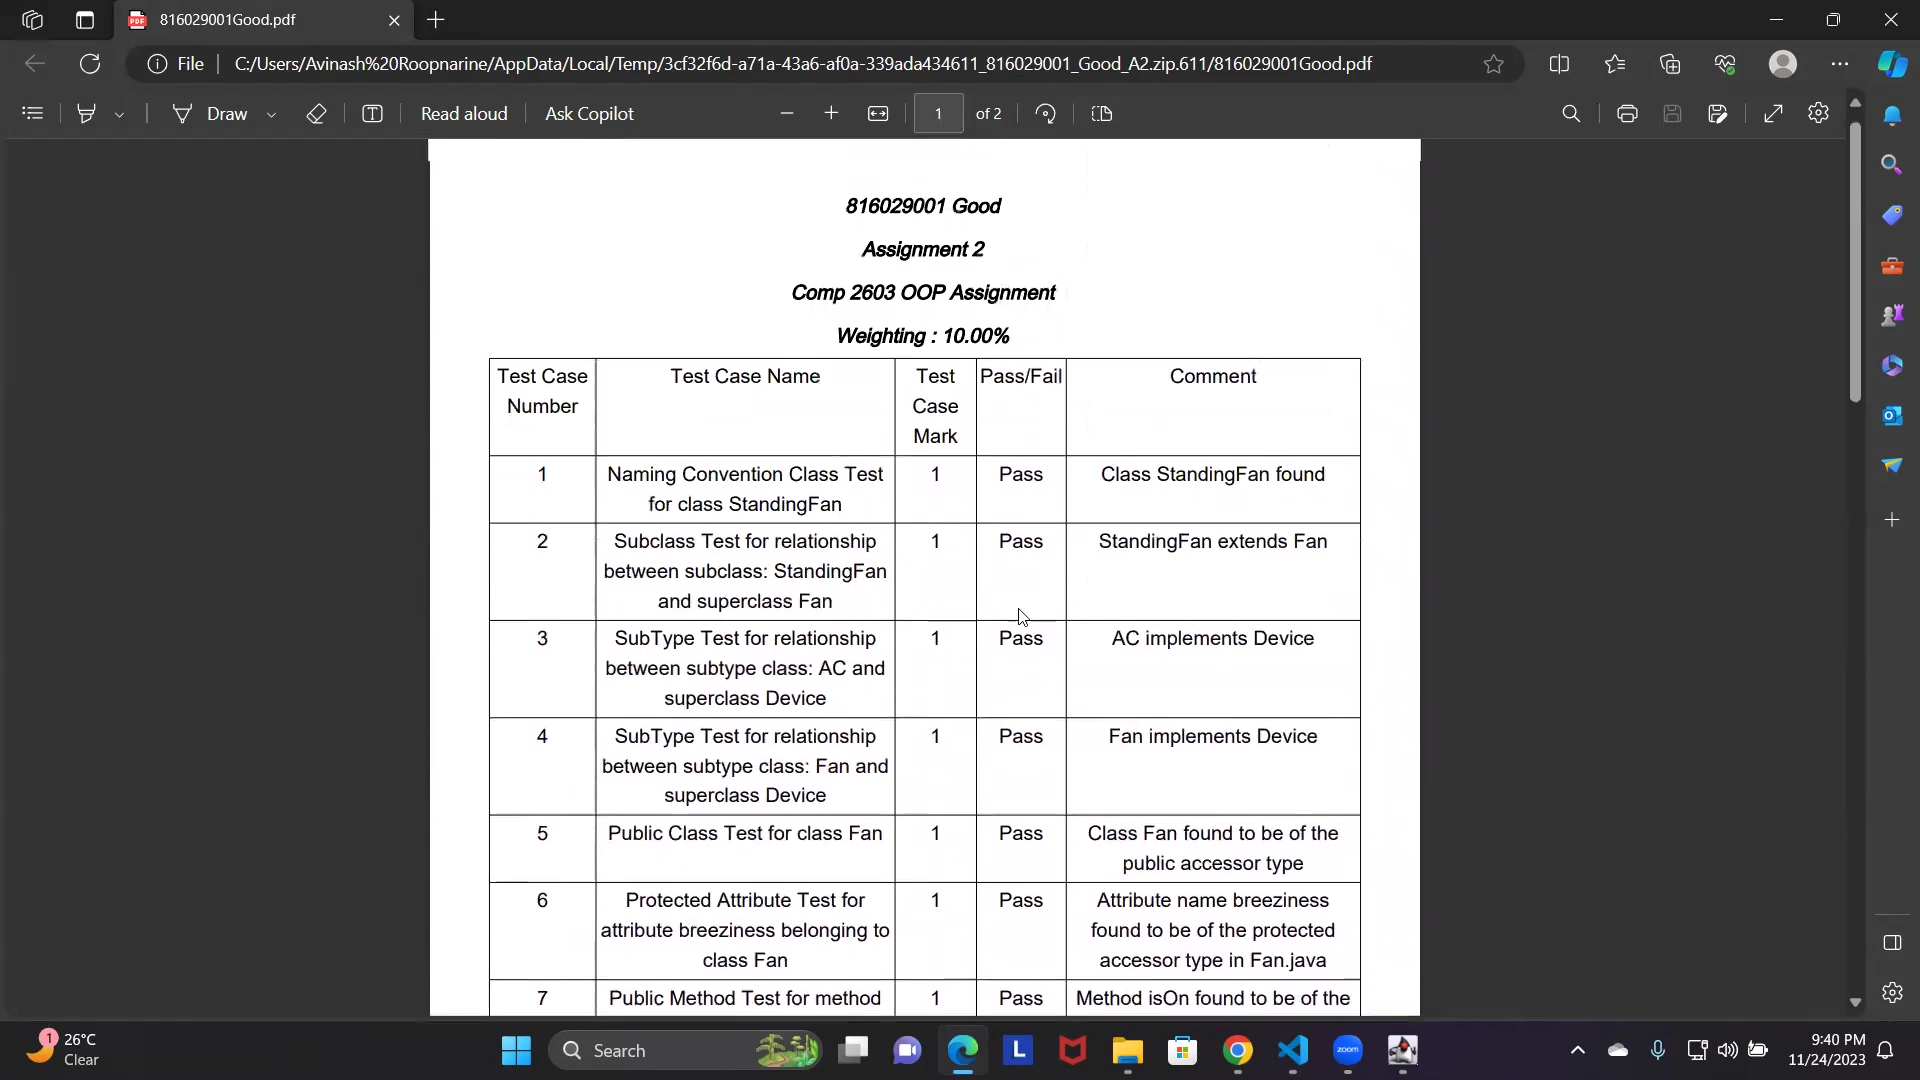 816029001Good.pdf
File
C:/Users/Avinash%20Roopnarine/AppData/Local/Temp/3cf32f6d-a71a-43a6-af0a-339ada434611_816029001_Good_A2.zip.611/816029001Good.pdf
Draw
Read aloud
Ask Copilot
1 of 2
816029001 Good
Assignment 2
Comp 2603 OOP Assignment
Weighting : 10.00%
Test Case
Number
Test Case Name
Test
Case
Mark
Pass/Fail
Comment
1
Naming Convention Class Test
for class StandingFan
1
Pass
Class StandingFan found
2
Subclass Test for relationship
between subclass: StandingFan
and superclass Fan
1
Pass
StandingFan extends Fan
3
SubType Test for relationship
between subtype class: AC and
superclass Device
1
Pass
AC implements Device
4
SubType Test for relationship
between subtype class: Fan and
superclass Device
1
Pass
Fan implements Device
5
Public Class Test for class Fan
1
Pass
Class Fan found to be of the
public accessor type
6
Protected Attribute Test for
attribute breeziness belonging to
class Fan
1
Pass
Attribute name breeziness
found to be of the protected
accessor type in Fan.java
7
Public Method Test for method
1
Pass
Method isOn found to be of the
1
26°C
Clear
Search
L
zoom
9:40 PM
11/24/2023